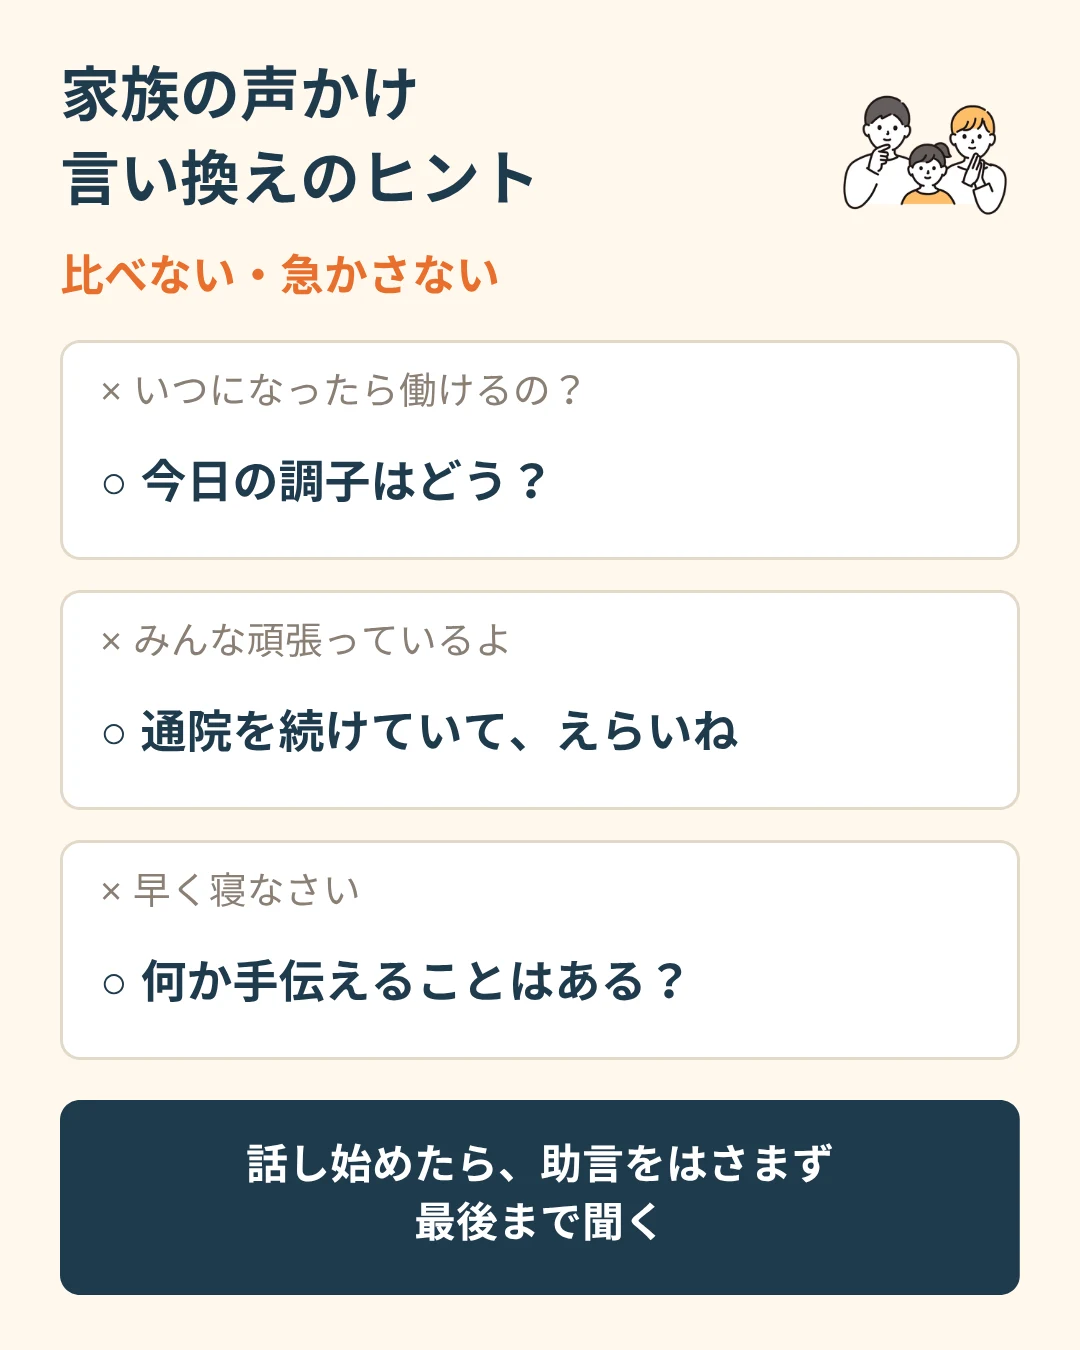 家族の声かけ
言い換えのヒント
比べない・急かさない
× いつになったら働けるの？
○ 今日の調子はどう？
× みんな頑張っているよ
○ 通院を続けていて、えらいね
× 早く寝なさい
○ 何か手伝えることはある？
話し始めたら、助言をはさまず
最後まで聞く